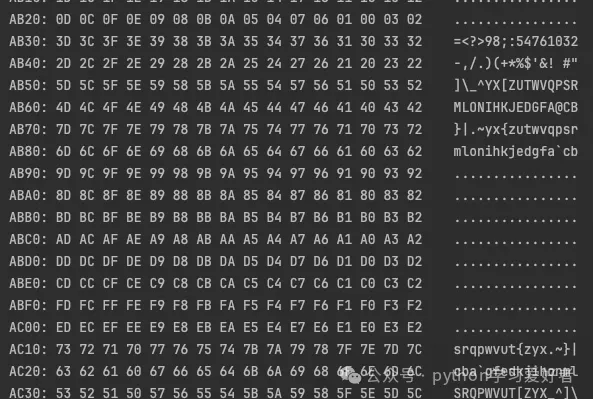 AB20: 0D 0C 0F 0E 09 08 0B 0A 05 04 07 06 01 00 03 02 ................
AB30: 3D 3C 3F 3E 39 38 3B 3A 35 34 37 36 31 30 33 32 =<?>98;:54761032
AB40: 2D 2C 2F 2E 29 28 2B 2A 25 24 27 26 21 20 23 22 -,/.)(+*%$'&! #"
AB50: 5D 5C 5F 5E 59 58 5B 5A 55 54 57 56 51 50 53 52 ]\_^YX[ZUTWVQPSR
AB60: 4D 4C 4F 4E 49 48 4B 4A 45 44 47 46 41 40 43 42 MLONIHKJEDGFA@CB
AB70: 7D 7C 7F 7E 79 78 7B 7A 75 74 77 76 71 70 73 72 }|.~yx{zutwvqpsr
AB80: 6D 6C 6F 6E 69 68 6B 6A 65 64 67 66 61 60 63 62 mlonihkjedgfa`cb
AB90: 9D 9C 9F 9E 99 98 9B 9A 95 94 97 96 91 90 93 92 ................
ABA0: 8D 8C 8F 8E 89 88 8B 8A 85 84 87 86 81 80 83 82 ................
ABB0: BD BC BF BE B9 B8 BB BA B5 B4 B7 B6 B1 B0 B3 B2 ................
ABC0: AD AC AF AE A9 A8 AB AA A5 A4 A7 A6 A1 A0 A3 A2 ................
ABD0: DD DC DF DE D9 D8 DB DA D5 D4 D7 D6 D1 D0 D3 D2 ................
ABE0: CD CC CF CE C9 C8 CB CA C5 C4 C7 C6 C1 C0 C3 C2 ................
ABF0: FD FC FF FE F9 F8 FB FA F5 F4 F7 F6 F1 F0 F3 F2 ................
AC00: ED EC EF EE E9 E8 EB EA E5 E4 E7 E6 E1 E0 E3 E2 ................
AC10: 73 72 71 70 77 76 75 74 7B 7A 79 78 7F 7E 7D 7C srqpwvut{zyx.~}|
AC20: 63 62 61 60 67 66 65 64 6B 6A 69 68 6F 6E 6D 6C cba`gfedkjihonml
公众号 · python学习爱好者
AC30: 53 52 51 50 57 56 55 54 5B 5A 59 58 5F 5E 5D 5C SRQPWVUT[ZYX_^]\